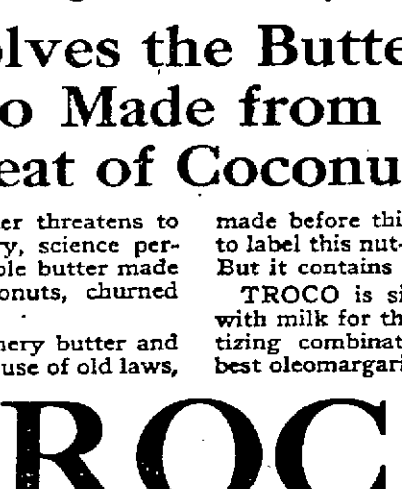 olves the Butte
o Made from
eat of Coconu
er threatens to
ry, science per-
ble butter made
onuts, churned
nery butter and
use of old laws,
made before thi
to label this nut-
But it contains
TROCO is si
with milk for th
tizing combinat
best oleomargari
ROC